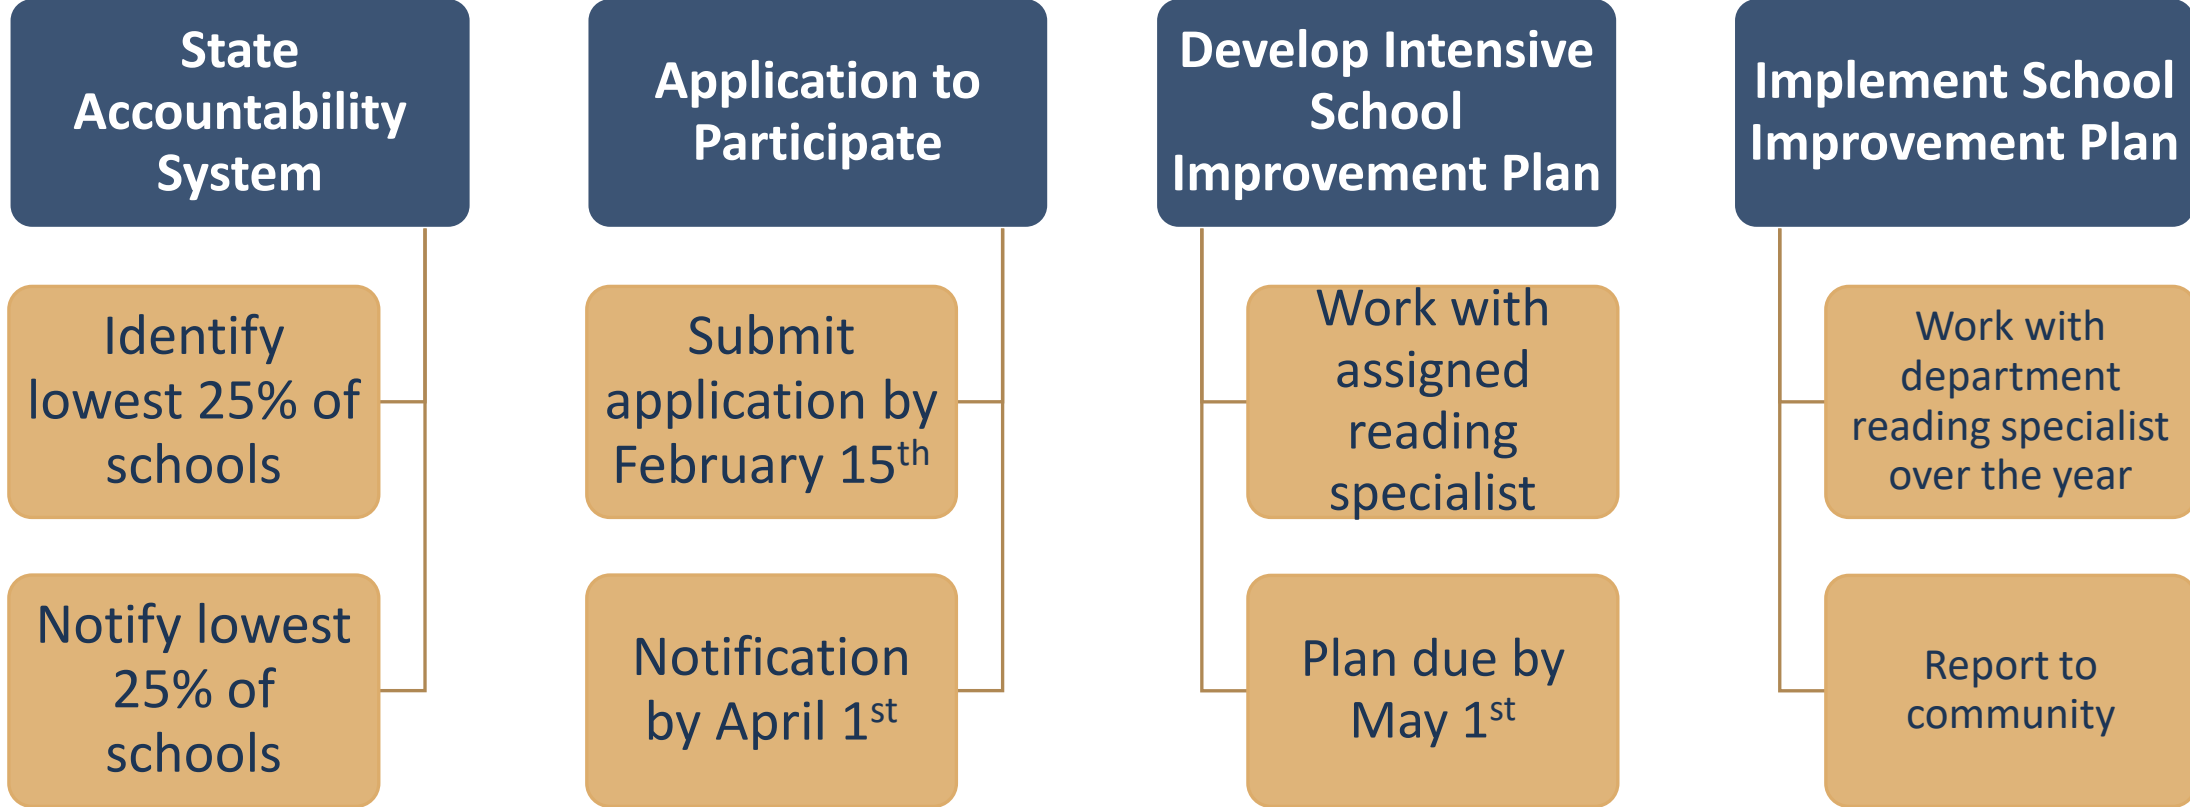 State
Accountability
System
Identify
lowest 25% of
schools
Notify lowest
25% of
schools
Application to
Participate
Submit
application by
February 15th
Notification
by April 1st
Develop Intensive
School
Improvement Plan
Work with
assigned
reading
specialist
Plan due by
May 1st
Implement School
Improvement Plan
Work with
department
reading specialist
over the year
Report to
community